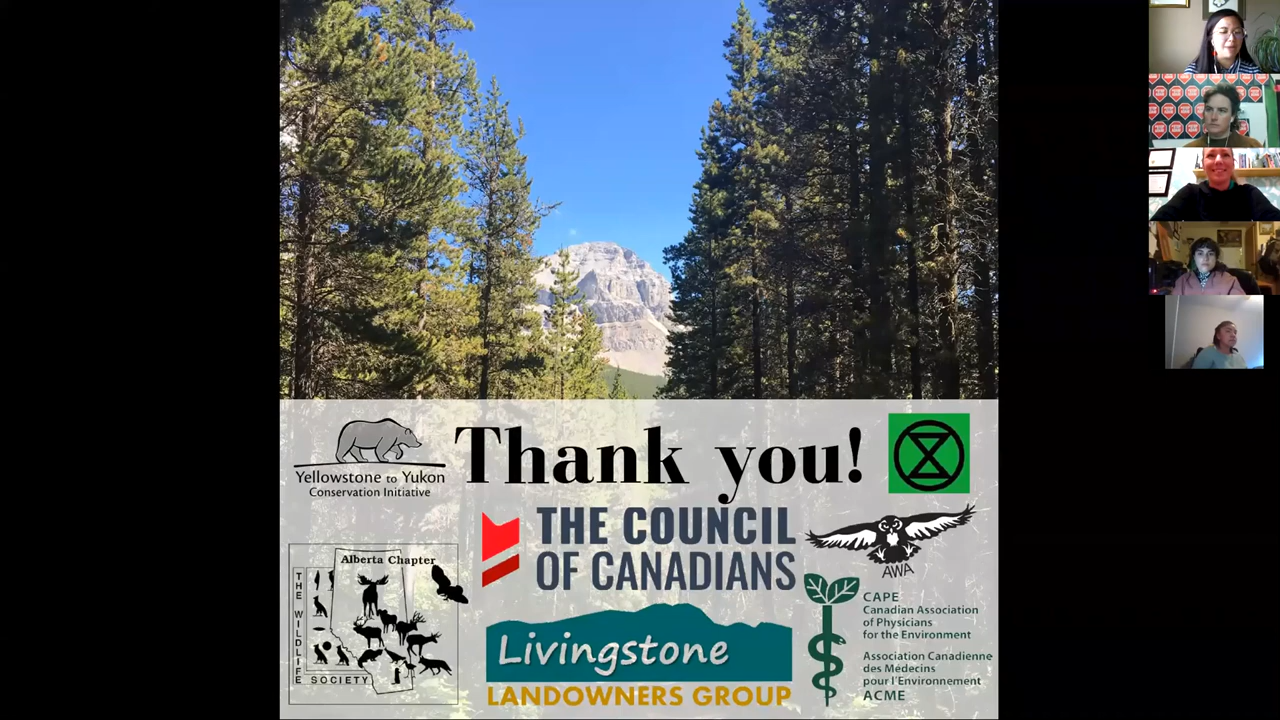 Thank you!
Yellowstone to Yukon
Conservation Initiative
THE COUNCIL
OF CANADIANS
AWA
Alberta Chapter
THE WILDLIFE
SOCIETY
Livingstone
LANDOWNERS GROUP
CAPE
Canadian Association
of Physicians
for the Environment
Association Canadienne
des Médecins
pour l'Environnement
ACME